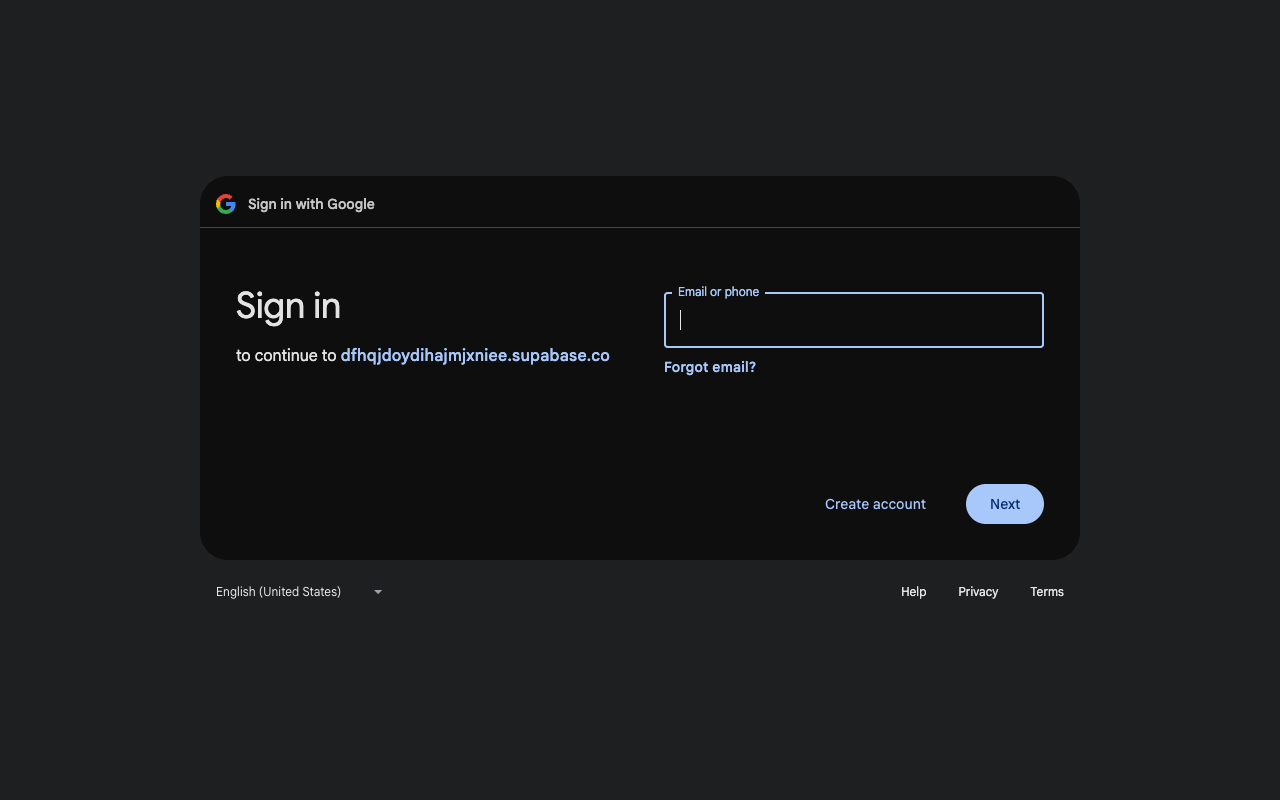 Sign in with Google
Sign in
to continue to dfhqjdoydihajmjxniee.supabase.co
Email or phone
Forgot email?
Create account
Next
English (United States)
Help
Privacy
Terms